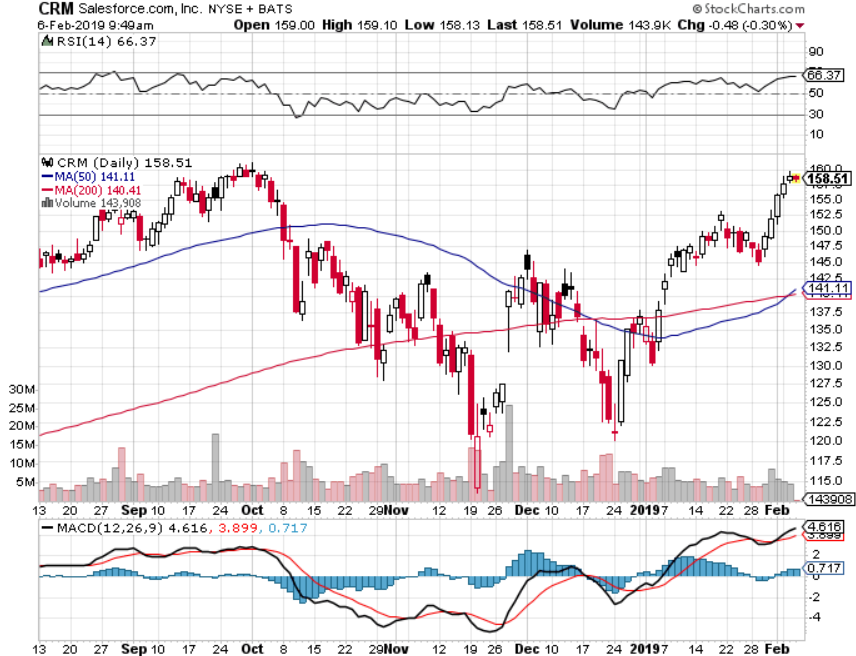 CRM Salesforce.com, Inc. NYSE + BATS © StockCharts.com
6-Feb-2019 9:49am Open 159.00 High 159.10 Low 158.13 Last 158.51 Volume 143.9K Chg -0.48 (-0.30%)
RSI(14) 66.37
90
66.37
50
30
10
CRM (Daily) 158.51
MA(50) 141.11
MA(200) 140.41
Volume 143,908
160.0
158.51
155.0
152.5
150.0
147.5
145.0
142.5
141.11
137.5
135.0
132.5
130.0
127.5
125.0
122.5
120.0
117.5
115.0
143908
30M
25M
20M
15M
10M
5M
13 20 27 Sep 10 17 24 Oct 8 15 22 29 Nov 12 19 26 Dec 10 17 24 2019 7 14 22 28 Feb
MACD(12,26,9) 4.616, 3.899, 0.717
4.616
3.899
2
0.717
0
-2
-4
13 20 27 Sep 10 17 24 Oct 8 15 22 29 Nov 12 19 26 Dec 10 17 24 2019 7 14 22 28 Feb